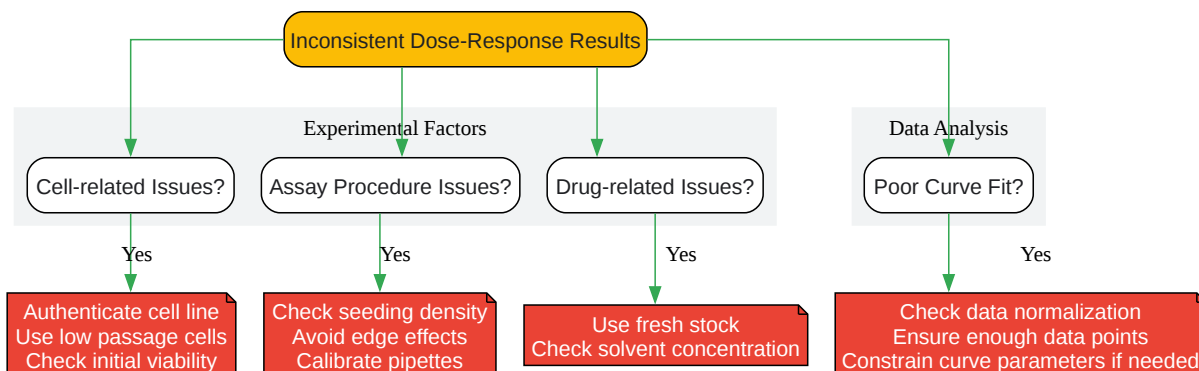 Inconsistent Dose-Response Results
Experimental Factors
Data Analysis
Cell-related Issues?
Assay Procedure Issues?
Drug-related Issues?
Poor Curve Fit?
Yes
Yes
Yes
Yes
Authenticate cell line
Use low passage cells
Check initial viability
Check seeding density
Avoid edge effects
Calibrate pipettes
Use fresh stock
Check solvent concentration
Check data normalization
Ensure enough data points
Constrain curve parameters if needed